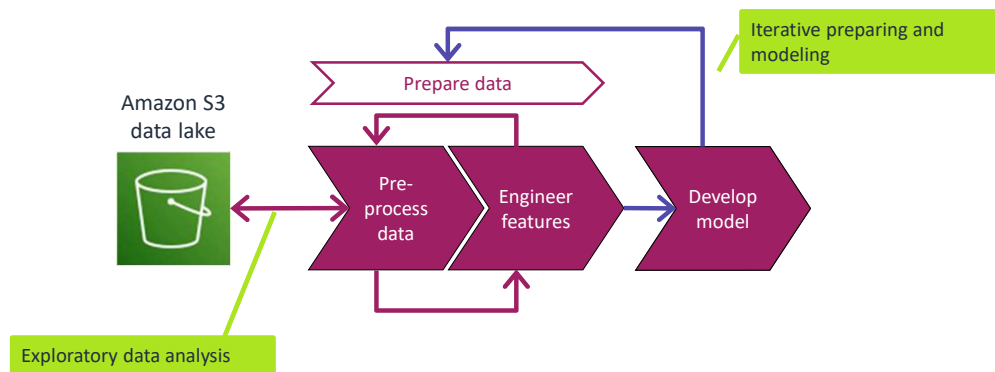 Iterative preparing and
modeling
Prepare data
Amazon S3
data lake
Pre-
process
data
Engineer
features
Develop
model
Exploratory data analysis